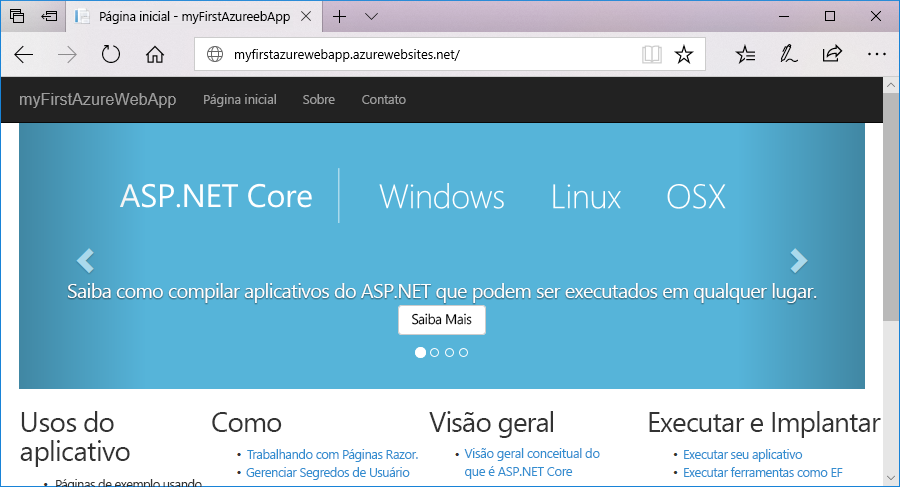 Página inicial - myFirstAzureebApp
myfirstazurewebapp.azurewebsites.net/
myFirstAzureWebApp Página inicial Sobre Contato
ASP.NET Core Windows Linux OSX
Saiba como compilar aplicativos do ASP.NET que podem ser executados em qualquer lugar.
Saiba Mais
Usos do
aplicativo
• Páginas de exemplo usando
Como
• Trabalhando com Páginas Razor.
• Gerenciar Segredos de Usuário
Visão geral
• Visão geral conceitual do
que é ASP.NET Core
Executar e Implantar
• Executar seu aplicativo
• Executar ferramentas como EF